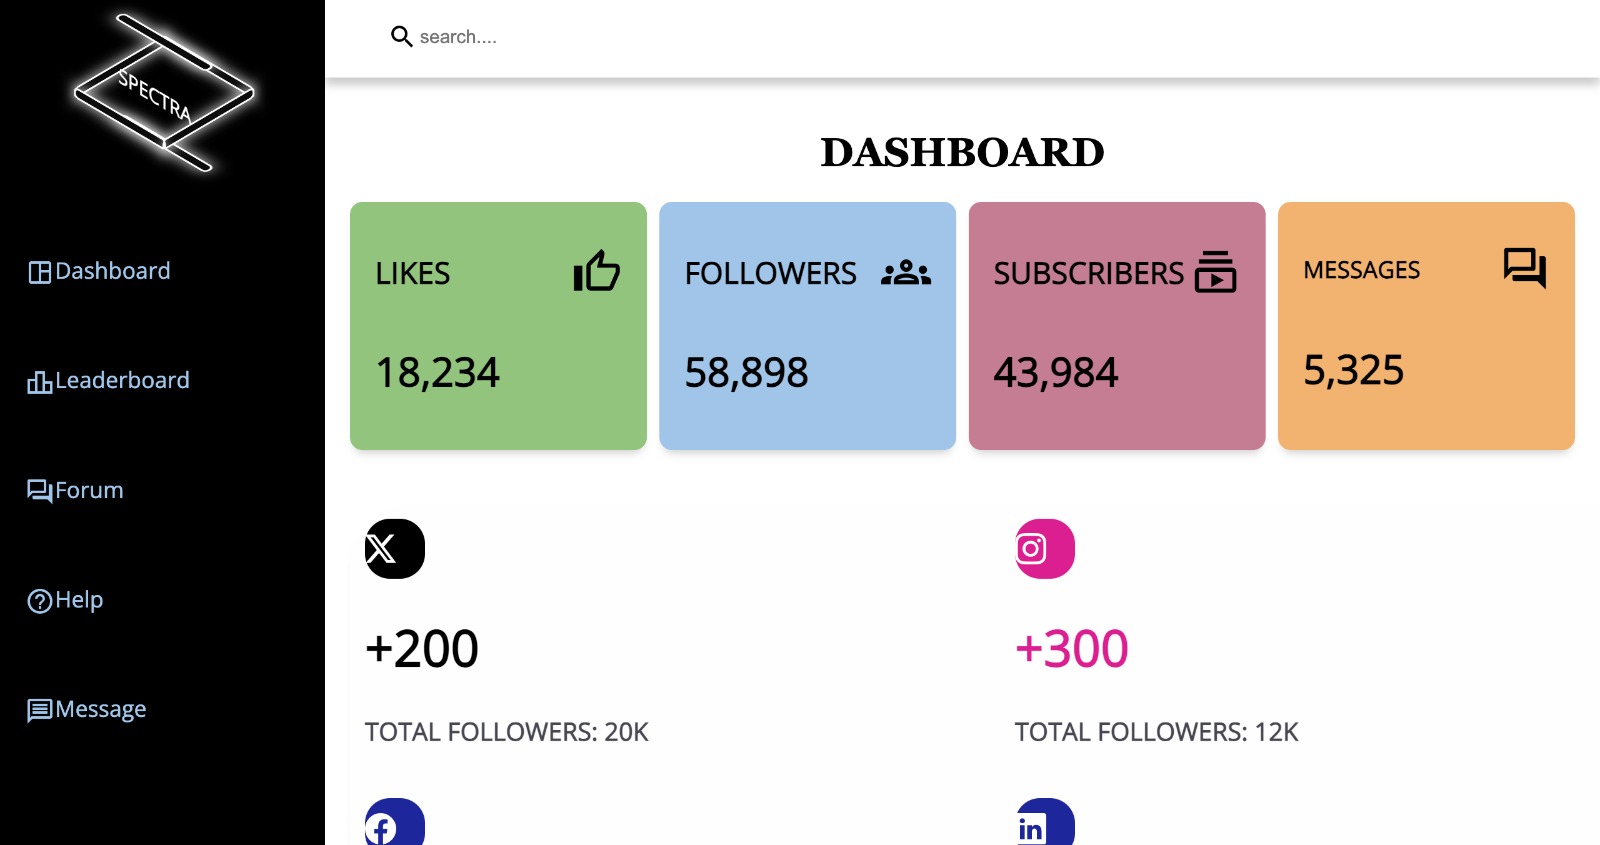 SPECTRA
Dashboard
Leaderboard
Forum
Help
Message
search....
DASHBOARD
LIKES
18,234
FOLLOWERS
58,898
SUBSCRIBERS
43,984
MESSAGES
5,325
+200
TOTAL FOLLOWERS: 20K
+300
TOTAL FOLLOWERS: 12K